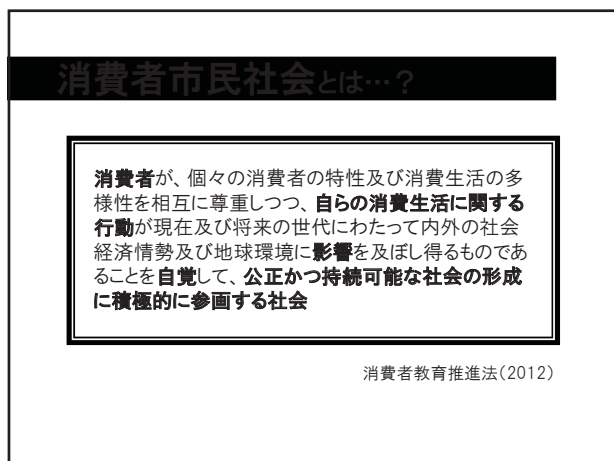 消費者市民社会とは…？
消費者が、個々の消費者の特性及び消費生活の多
様性を相互に尊重しつつ、自らの消費生活に関する
行動が現在及び将来の世代にわたって内外の社会
経済情勢及び地球環境に影響を及ぼし得るものであ
ることを自覚して、公正かつ持続可能な社会の形成
に積極的に参画する社会
消費者教育推進法（2012）